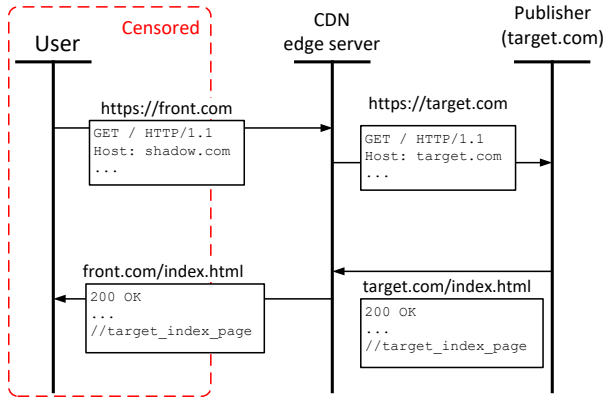 Censored
User
CDN
edge server
Publisher
(target.com)
https://front.com
GET / HTTP/1.1
Host: shadow.com
...
https://target.com
GET / HTTP/1.1
Host: target.com
...
front.com/index.html
200 OK
...
//target_index_page
target.com/index.html
200 OK
...
//target_index_page